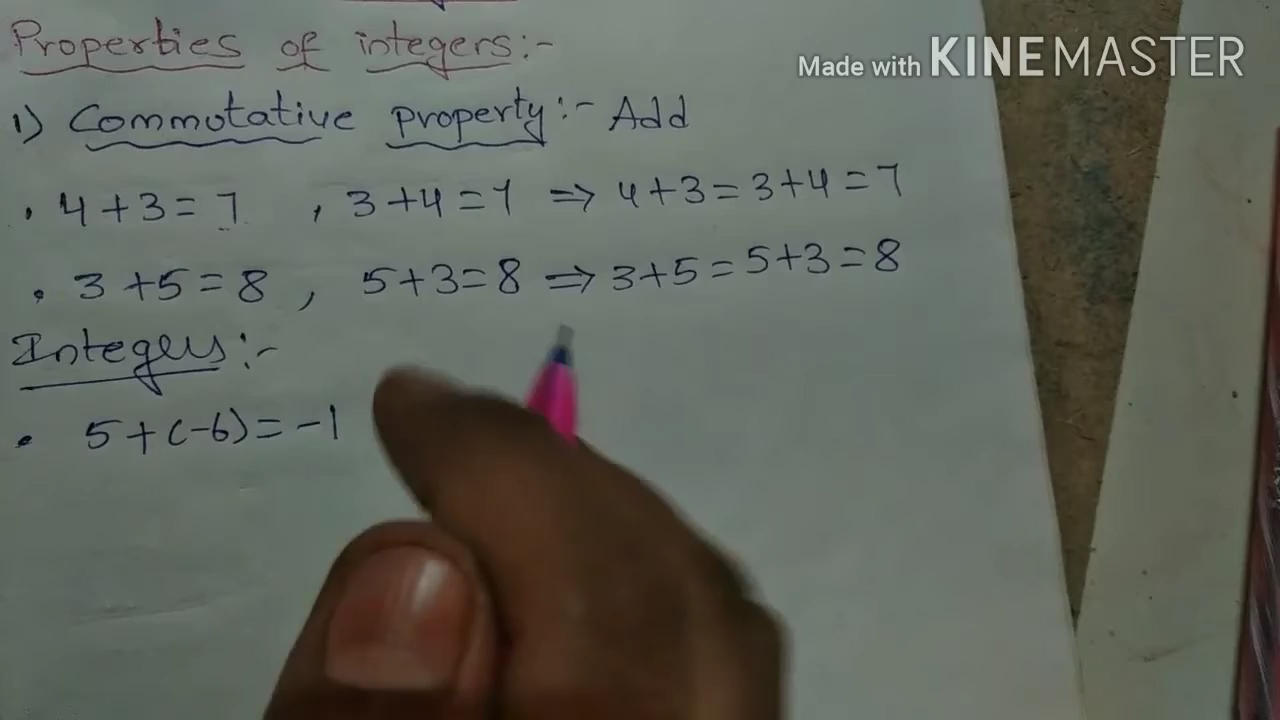 Properties of integers:-
Made with KINEMASTER
1) Commutative property:- Add
. 4+3=7 , 3+4=7 ⇒ 4+3=3+4=7
. 3+5=8 , 5+3=8 ⇒ 3+5=5+3=8
Integers:-
. 5+(-6)=-1